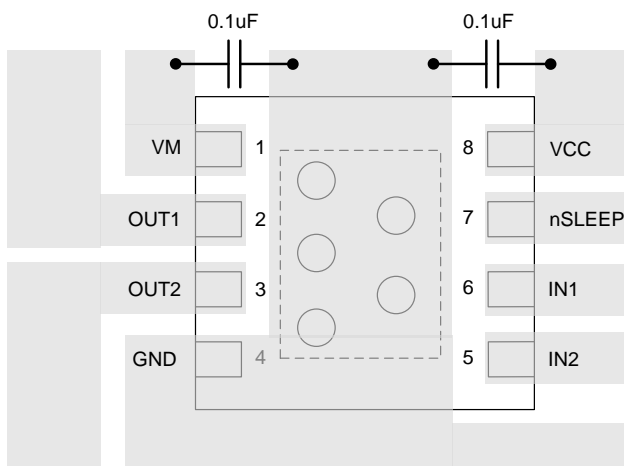 0.1uF 0.1uF
VM 1 8 VCC
OUT1 2 7 nSLEEP
OUT2 3 6 IN1
GND 4 5 IN2